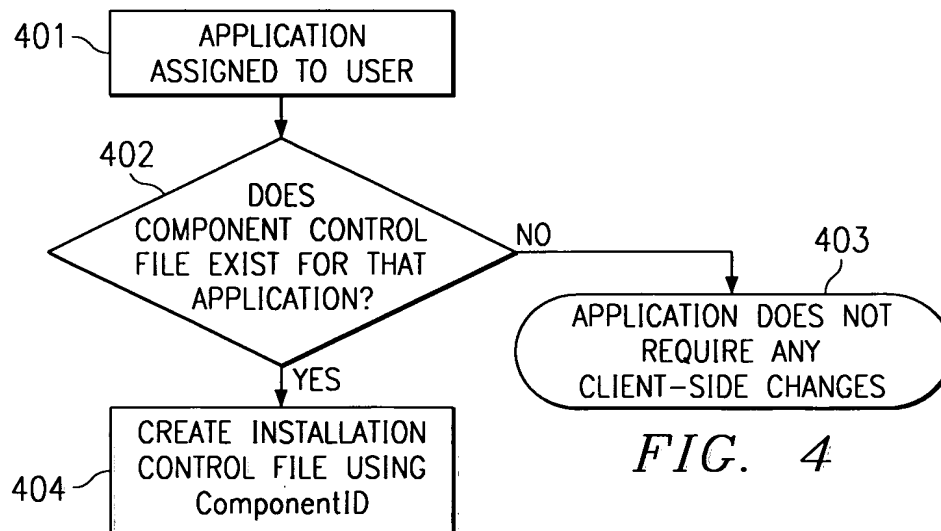 401
APPLICATION
ASSIGNED TO USER
402
DOES
COMPONENT CONTROL
FILE EXIST FOR THAT
APPLICATION?
NO
403
APPLICATION DOES NOT
REQUIRE ANY
CLIENT-SIDE CHANGES
YES
404
CREATE INSTALLATION
CONTROL FILE USING
ComponentID
FIG. 4